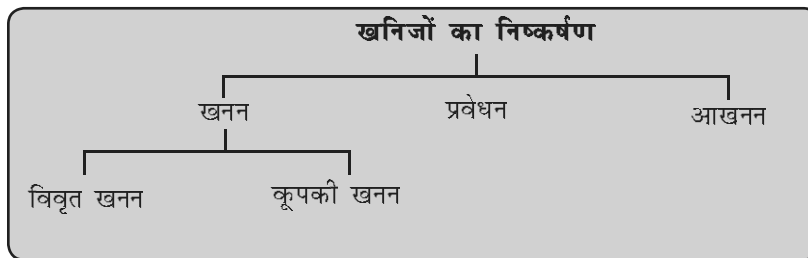 खनिजों का निष्कर्षण
खनन प्रवेधन आखनन
विवृत खनन कूपकी खनन